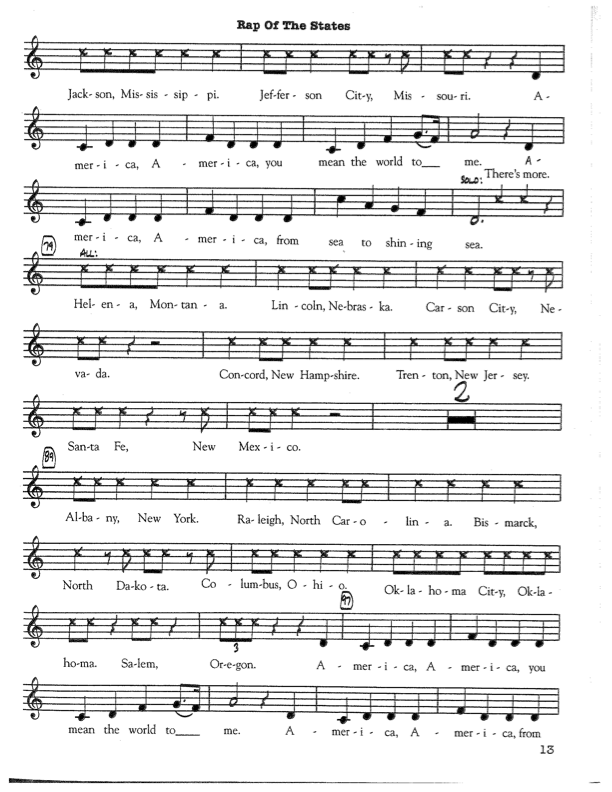 Rap Of The States
Jack- son, Mis- sis - sip - pi. Jef-fer - son Cit-y, Mis - sou- ri. A -
mer - i - ca, A - mer - i - ca, you mean the world to___ me. A -
SOLO: There's more.
mer - i - ca, A - mer - i - ca, from sea to shin - ing sea.
79 ALL:
Hel- en - a, Mon- tan - a. Lin - coln, Ne-bras - ka. Car - son Cit-y, Ne -
va- da. Con-cord, New Hamp-shire. Tren - ton, New Jer - sey.
2
San-ta Fe, New Mex - i - co.
89
Al-ba - ny, New York. Ra- leigh, North Car - o - lin - a. Bis - marck,
North Da-ko - ta. Co - lum-bus, O - hi - o. Ok- la - ho - ma Cit-y, Ok-la -
97
3
ho-ma. Sa-lem, Or-e-gon. A - mer - i - ca, A - mer - i - ca, you
mean the world to___ me. A - mer - i - ca, A - mer - i - ca, from
13